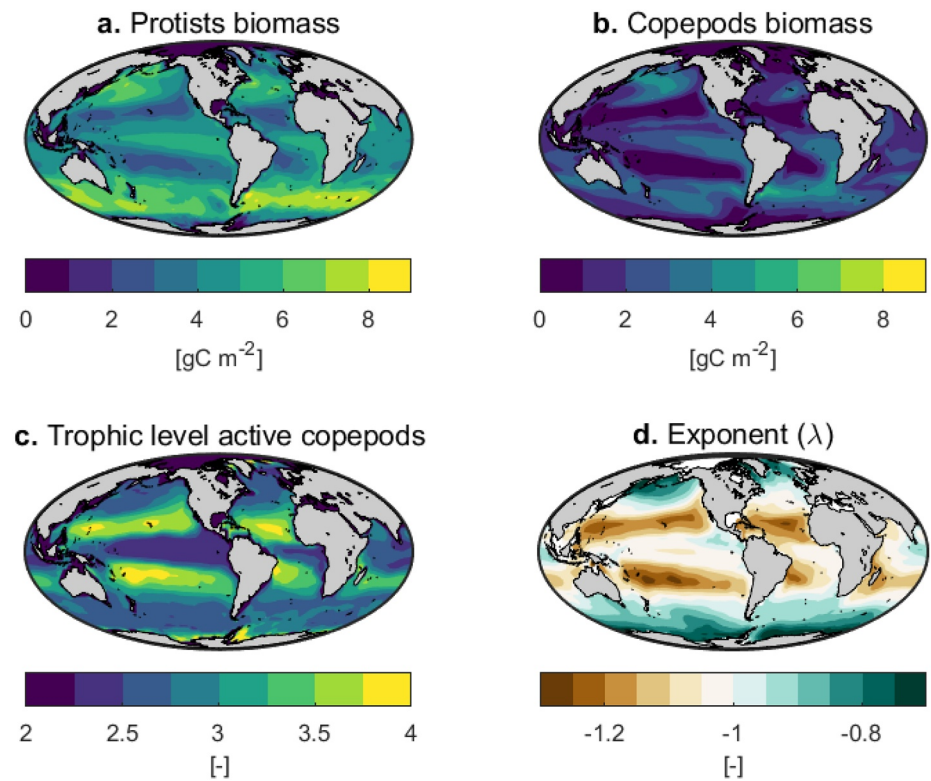 a. Protists biomass
b. Copepods biomass
0 2 4 6 8
[gC m⁻²]
0 2 4 6 8
[gC m⁻²]
c. Trophic level active copepods
d. Exponent (λ)
2 2.5 3 3.5 4
[-]
-1.2 -1 -0.8
[-]